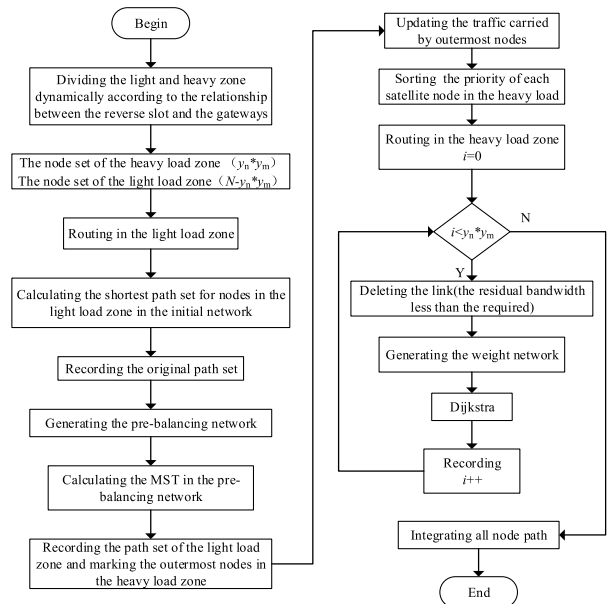 Begin
Dividing the light and heavy zone
dynamically according to the relationship
between the reverse slot and the gateways
The node set of the heavy load zone （yn*ym）
The node set of the light load zone（N-yn*ym）
Routing in the light load zone
Calculating the shortest path set for nodes in the
light load zone in the initial network
Recording the original path set
Generating the pre-balancing network
Calculating the MST in the pre-
balancing network
Recording the path set of the light load
zone and marking the outermost nodes in
the heavy load zone
Updating the traffic carried
by outermost nodes
Sorting the priority of each
satellite node in the heavy load
Routing in the heavy load zone
i=0
i<yn*ym
N
Y
Deleting the link(the residual bandwidth
less than the required)
Generating the weight network
Dijkstra
Recording
i++
Integrating all node path
End